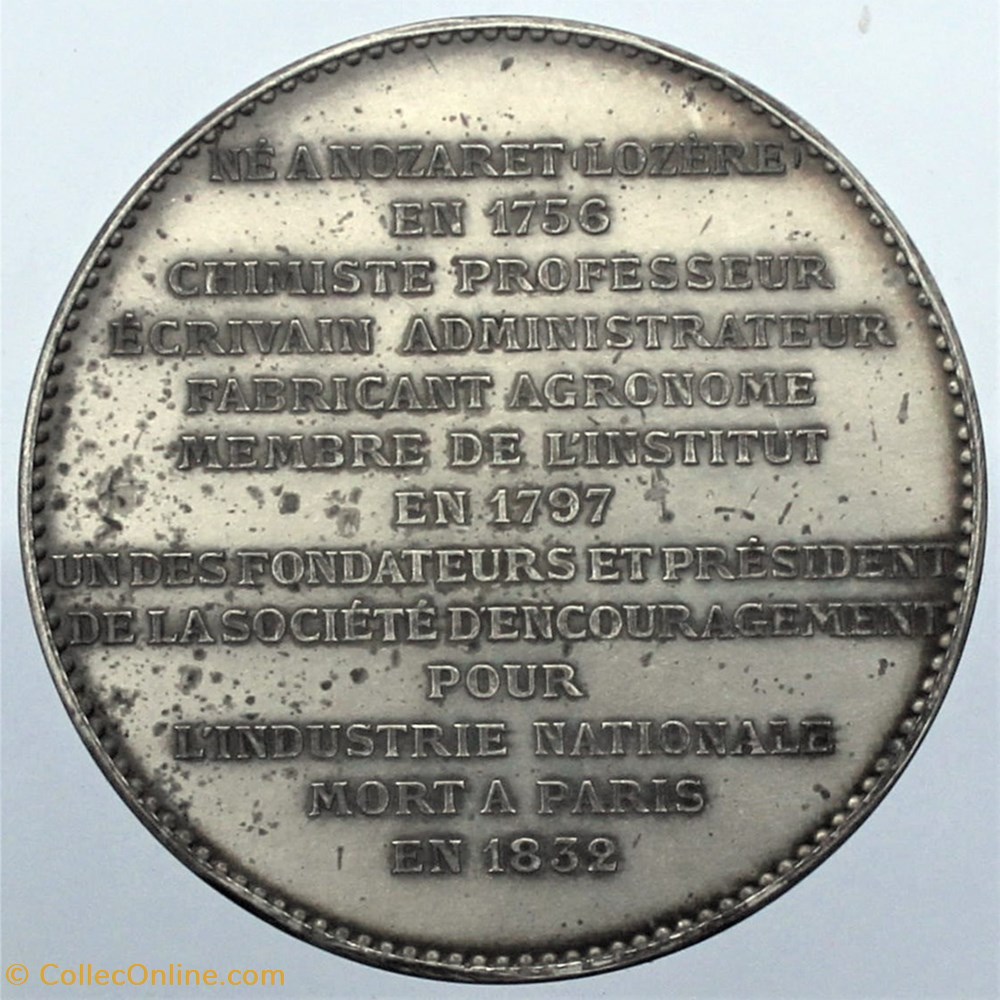 NÉ A NOZARET (LOZÈRE)
EN 1756
CHIMISTE PROFESSEUR
ÉCRIVAIN ADMINISTRATEUR
FABRICANT AGRONOME
MEMBRE DE L'INSTITUT
EN 1797
UN DES FONDATEURS ET PRÉSIDENT
DE LA SOCIÉTÉ D'ENCOURAGEMENT
POUR
L'INDUSTRIE NATIONALE
MORT A PARIS
EN 1832
© CollecOnline.com